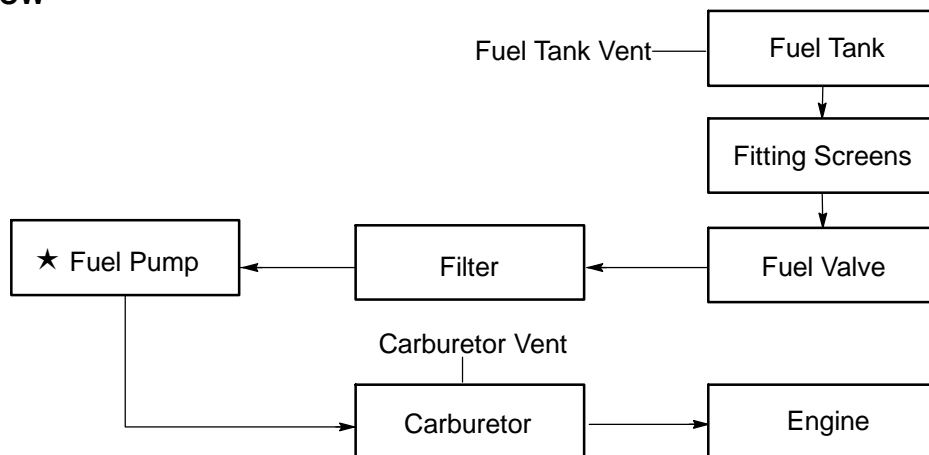 Fuel Tank Vent
Fuel Tank
Fitting Screens
★ Fuel Pump
Filter
Fuel Valve
Carburetor Vent
Carburetor
Engine